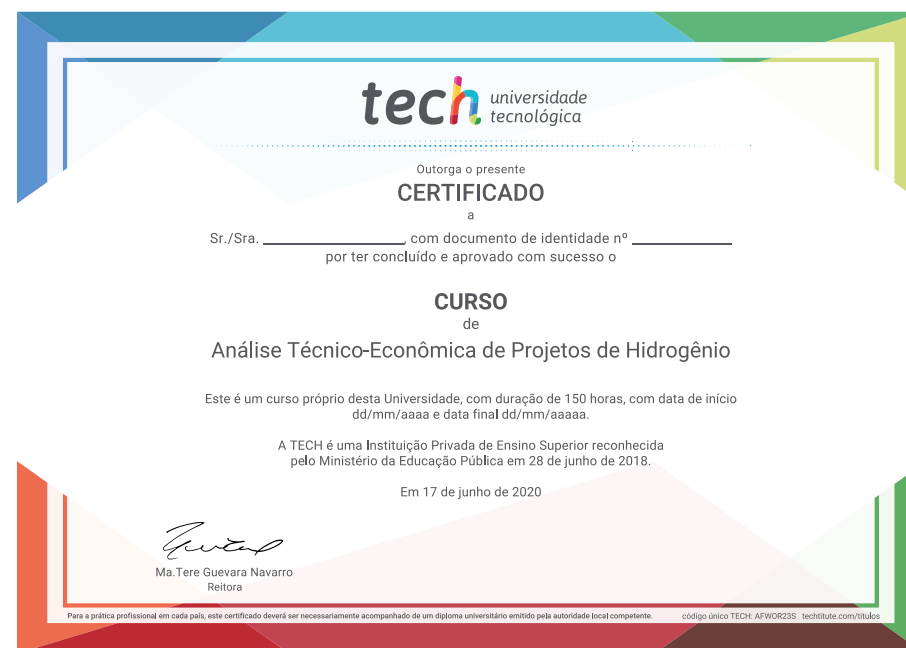 tech universidade
tecnológica
Outorga o presente
CERTIFICADO
a
Sr./Sra. ____________, com documento de identidade nº ____________
por ter concluído e aprovado com sucesso o
CURSO
de
Análise Técnico-Econômica de Projetos de Hidrogênio
Este é um curso próprio desta Universidade, com duração de 150 horas, com data de início
dd/mm/aaaa e data final dd/mm/aaaaa.
A TECH é uma Instituição Privada de Ensino Superior reconhecida
pelo Ministério da Educação Pública em 28 de junho de 2018.
Em 17 de junho de 2020
Ma.Tere Guevara Navarro
Reitora
Para a prática profissional em cada país, este certificado deverá ser necessariamente acompanhado de um diploma universitário emitido pela autoridade local competente. código único TECH: AFWOR23S techtitute.com/titulos